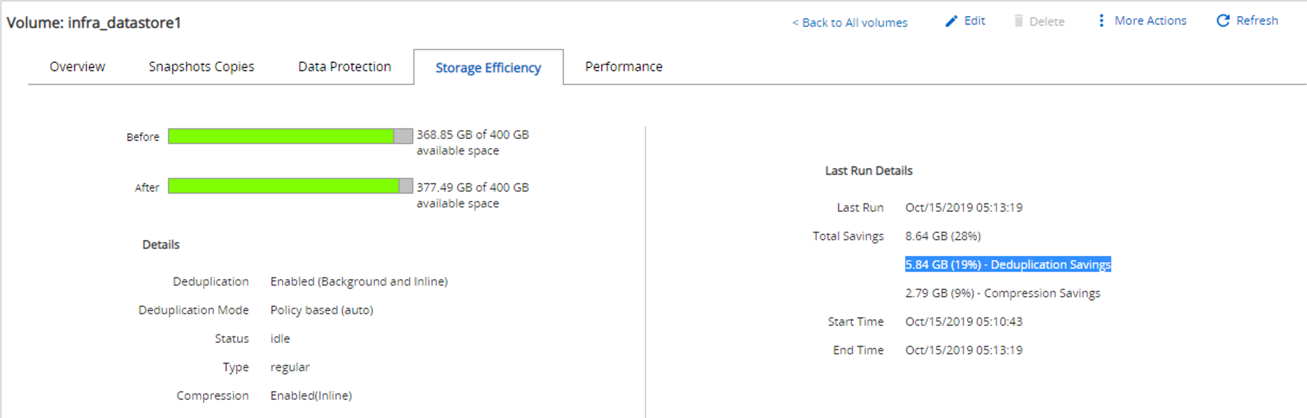 Volume: infra_datastore1
< Back to All volumes Edit Delete More Actions Refresh
Overview Snapshots Copies Data Protection Storage Efficiency Performance
Before 368.85 GB of 400 GB
available space
After 377.49 GB of 400 GB
available space
Details
Deduplication Enabled (Background and Inline)
Deduplication Mode Policy based (auto)
Status idle
Type regular
Compression Enabled(Inline)
Last Run Details
Last Run Oct/15/2019 05:13:19
Total Savings 8.64 GB (28%)
5.84 GB (19%) - Deduplication Savings
2.79 GB (9%) - Compression Savings
Start Time Oct/15/2019 05:10:43
End Time Oct/15/2019 05:13:19